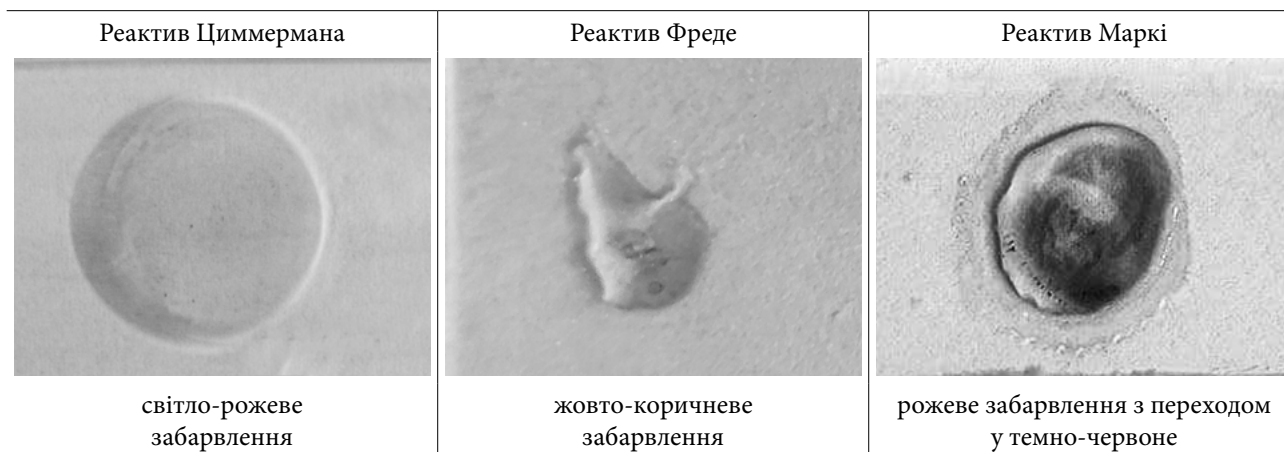 Реактив Циммермана
Реактив Фреде
Реактив Маркі
світло-рожеве
забарвлення
жовто-коричневе
забарвлення
рожеве забарвлення з переходом
у темно-червоне